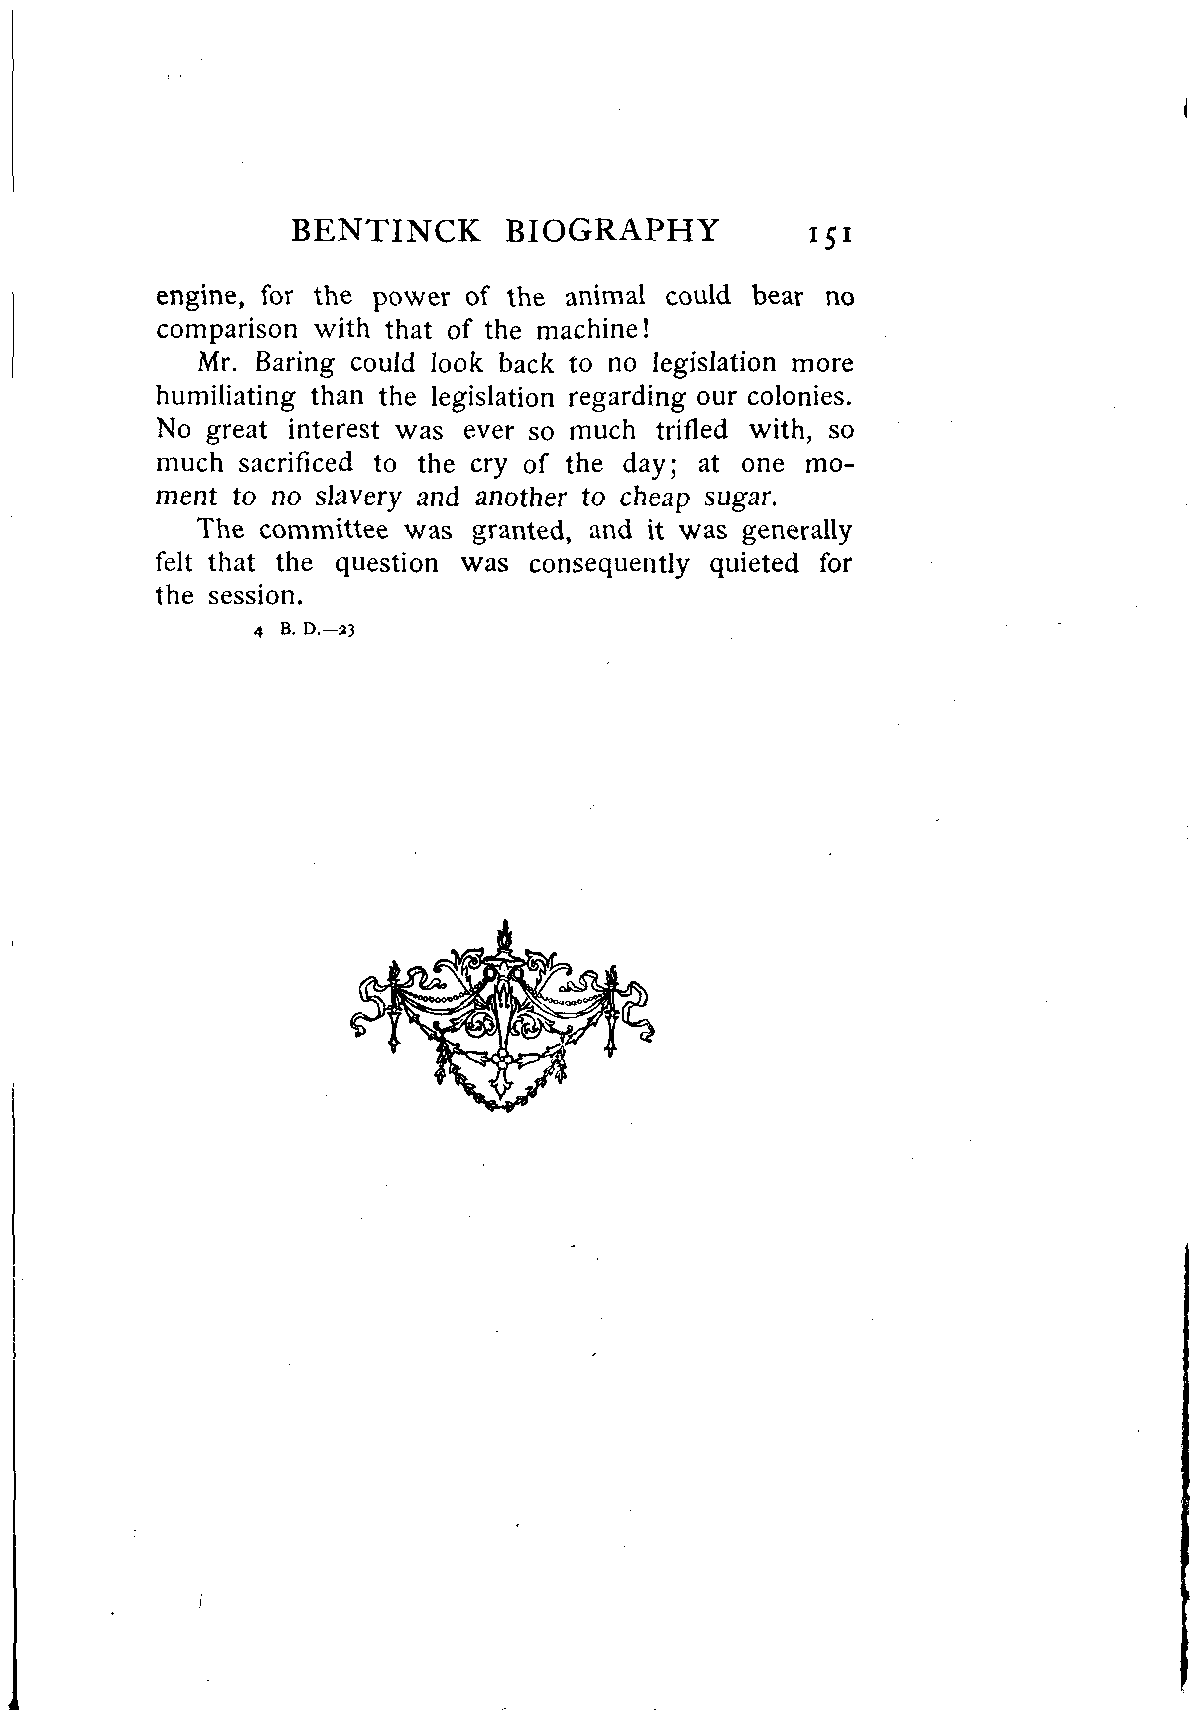 BENTINCK BIOGRAPHY 151
engine, for the power of the animal could bear no
comparison with that of the machine!
Mr. Baring could look back to no legislation more
humiliating than the legislation regarding our colonies.
No great interest was ever so much trifled with, so
much sacrificed to the cry of the day; at one mo-
ment to no slavery and another to cheap sugar.
The committee was granted, and it was generally
felt that the question was consequently quieted for
the session.
4 B. D.—23